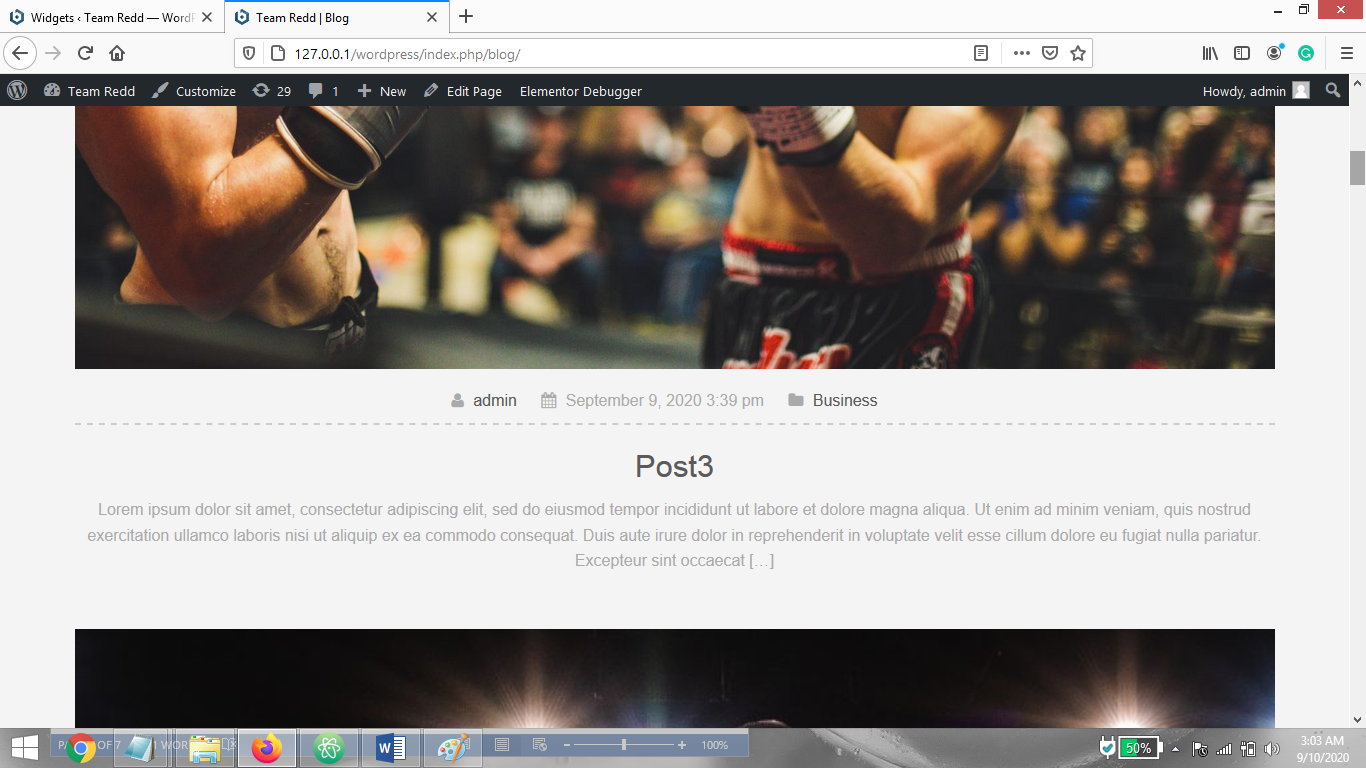 Widgets ‹ Team Redd — WordP
Team Redd | Blog
127.0.0.1/wordpress/index.php/blog/
Team Redd Customize 29 1 New Edit Page Elementor Debugger Howdy, admin
admin September 9, 2020 3:39 pm Business
Post3
Lorem ipsum dolor sit amet, consectetur adipiscing elit, sed do eiusmod tempor incididunt ut labore et dolore magna aliqua. Ut enim ad minim veniam, quis nostrud
exercitation ullamco laboris nisi ut aliquip ex ea commodo consequat. Duis aute irure dolor in reprehenderit in voluptate velit esse cillum dolore eu fugiat nulla pariatur.
Excepteur sint occaecat […]
OF 7
100%
50%
3:03 AM
9/10/2020